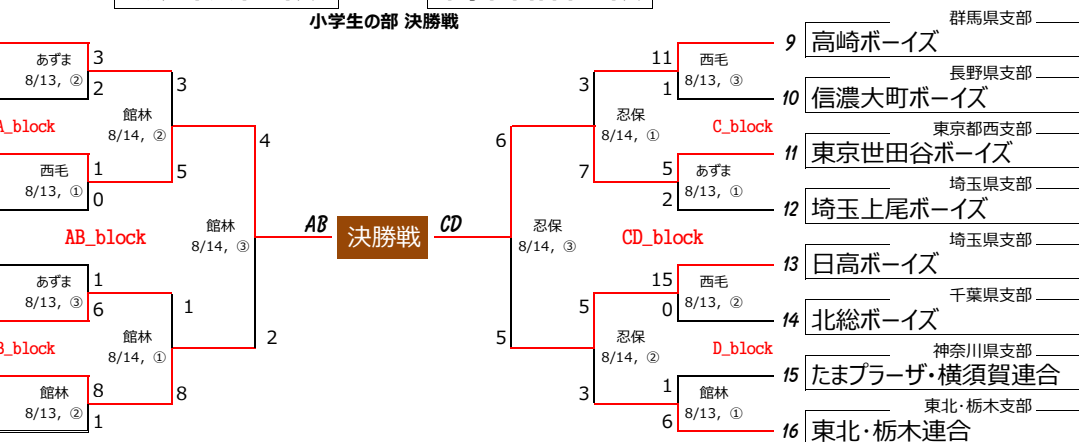 小学生の部 決勝戦
群馬県支部
9 高崎ボーイズ
長野県支部
10 信濃大町ボーイズ
東京都西支部
11 東京世田谷ボーイズ
埼玉県支部
12 埼玉上尾ボーイズ
埼玉県支部
13 日高ボーイズ
千葉県支部
14 北総ボーイズ
神奈川県支部
15 たまプラーザ・横須賀連合
東北・栃木支部
16 東北・栃木連合
あずま 3
8/13, ② 2
A_block
西毛 1
8/13, ① 0
館林 3
8/14, ② 5
AB_block
あずま 1
8/13, ③ 6
B_block
館林 8
8/13, ② 1
館林 1
8/14, ① 8
館林 4
8/14, ③ 2
AB 決勝戦 CD
6 忍保
5 8/14, ③
CD_block
3 忍保
7 8/14, ①
C_block
11 西毛
1 8/13, ③
5 あずま
2 8/13, ①
5 忍保
3 8/14, ②
D_block
15 西毛
0 8/13, ②
1 館林
6 8/13, ①